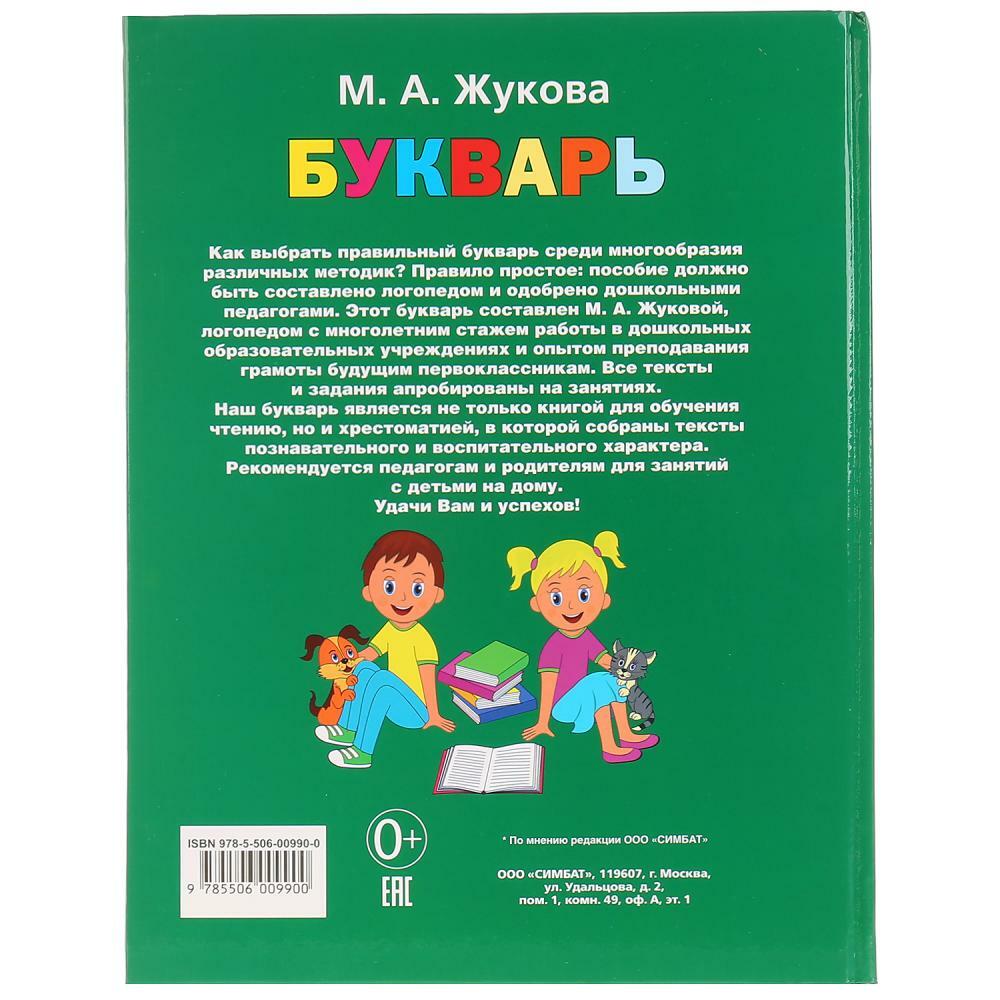 М. А. Жукова
БУКВАРЬ
Как выбрать правильный букварь среди многообразия
различных методик? Правило простое: пособие должно
быть составлено логопедом и одобрено дошкольными
педагогами. Этот букварь составлен М. А. Жуковой,
логопедом с многолетним стажем работы в дошкольных
образовательных учреждениях и опытом преподавания
грамоты будущим первоклассникам. Все тексты
и задания апробированы на занятиях.
Наш букварь является не только книгой для обучения
чтению, но и хрестоматией, в которой собраны тексты
познавательного и воспитательного характера.
Рекомендуется педагогам и родителям для занятий
с детьми на дому.
Удачи Вам и успехов!
ISBN 978-5-506-00990-0
9 785506 009900
0+
ЕАС
* По мнению редакции ООО «СИМБАТ»
ООО «СИМБАТ», 119607, г. Москва,
ул. Удальцова, д. 2,
пом. 1, комн. 49, оф. А, эт. 1